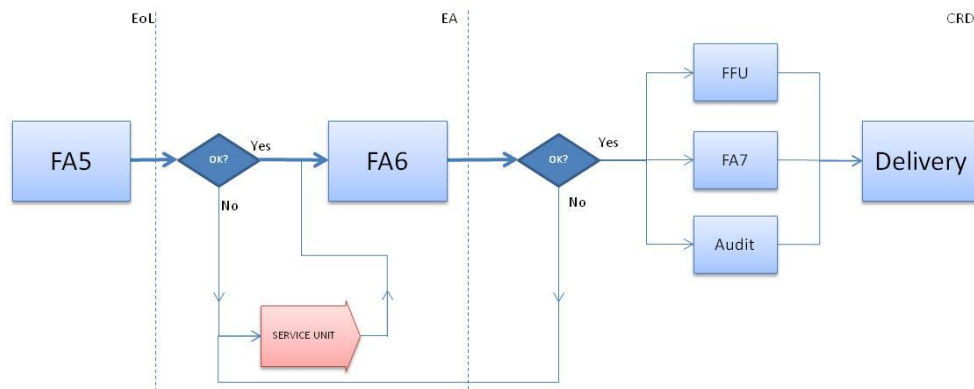 EoL
EA
CRD
FFU
FA5
OK?
Yes
FA6
OK?
Yes
FA7
Delivery
No
No
Audit
SERVICE UNIT